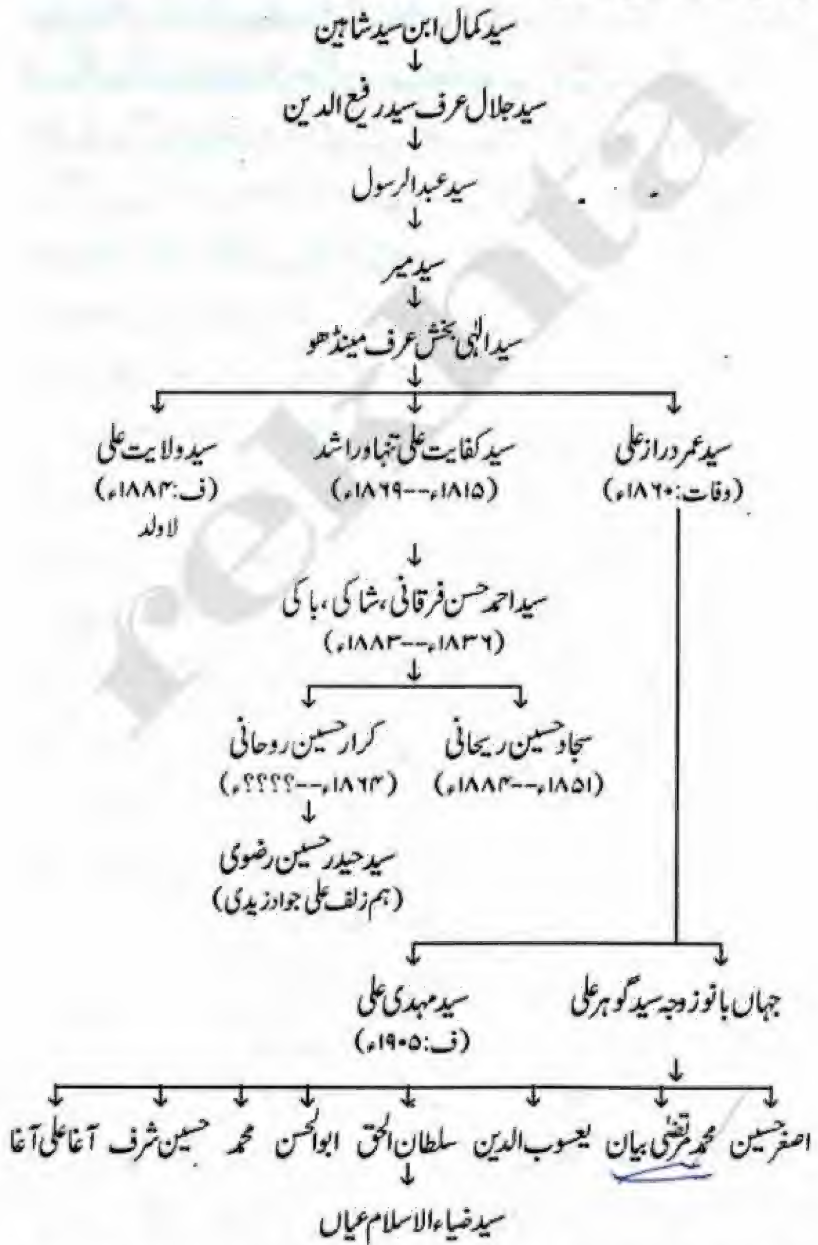 سید کمال ابن سید شاہین
سید جلال عرف سید رفیع الدین
سید عبدالرسول
سید میر
سید الٰہی بخش عرف مینڈھو
سید عمر دراز علی سید کفایت علی تنہا و راشد سید ولایت علی
(وفات:۱۸۶۰ء) (۱۸۱۵ء--۱۸۶۹ء) (ف:۱۸۸۴ء)
لاولد
سید احمد حسن فرقانی، شاکی، باکی
(۱۸۳۶ء--۱۸۸۳ء)
سجاد حسین ریحانی کرار حسین روحانی
(۱۸۵۱ء--۱۸۸۴ء) (۱۸۶۴ء--؟؟؟؟ء)
سید حیدر حسین رضوی
(ہم زلف علی جواد زیدی)
جہاں بانو زوجہ سید گوہر علی سید مہدی علی
(ف:۱۹۰۵ء)
اصغر حسین محمد مرتضیٰ بیان یعسوب الدین سلطان الحق ابوالحسن محمد حسین شرف آغا علی آغا
سید ضیاء الاسلام عیاں
rekhta